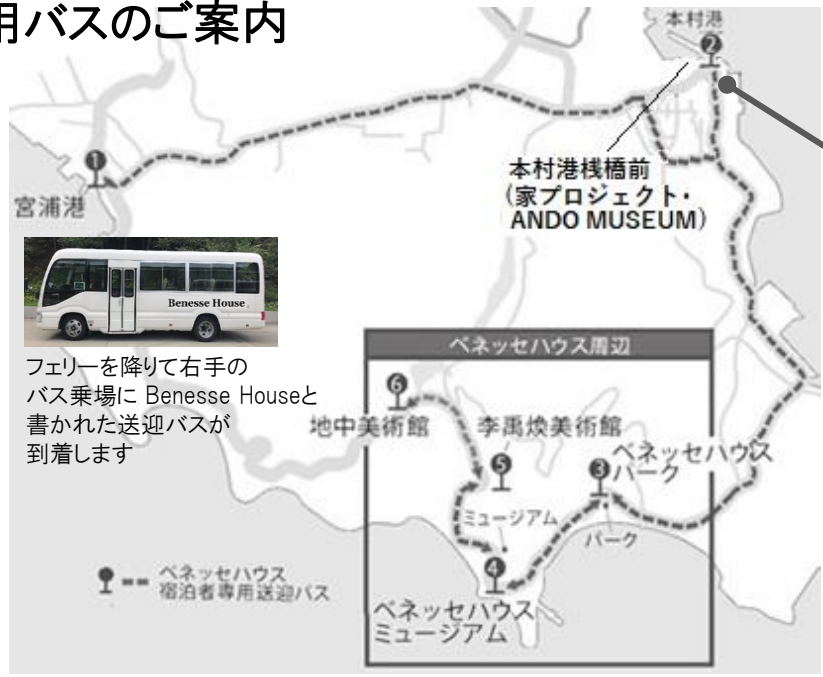 用バスのご案内
本村港
2
1
宮浦港
本村港桟橋前
（家プロジェクト・
ANDO MUSEUM）
Benesse House
フェリーを降りて右手の
バス乗場に Benesse Houseと
書かれた送迎バスが
到着します
ベネッセハウス周辺
6
地中美術館
李禹煥美術館
5
3
ベネッセハウス
パーク
ミュージアム
パーク
4
ベネッセハウス
ミュージアム
ベネッセハウス
宿泊者専用送迎バス